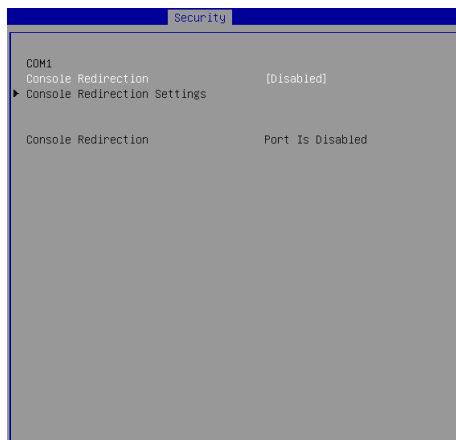 Security
COM1
Console Redirection [Disabled]
Console Redirection Settings
Console Redirection Port Is Disabled